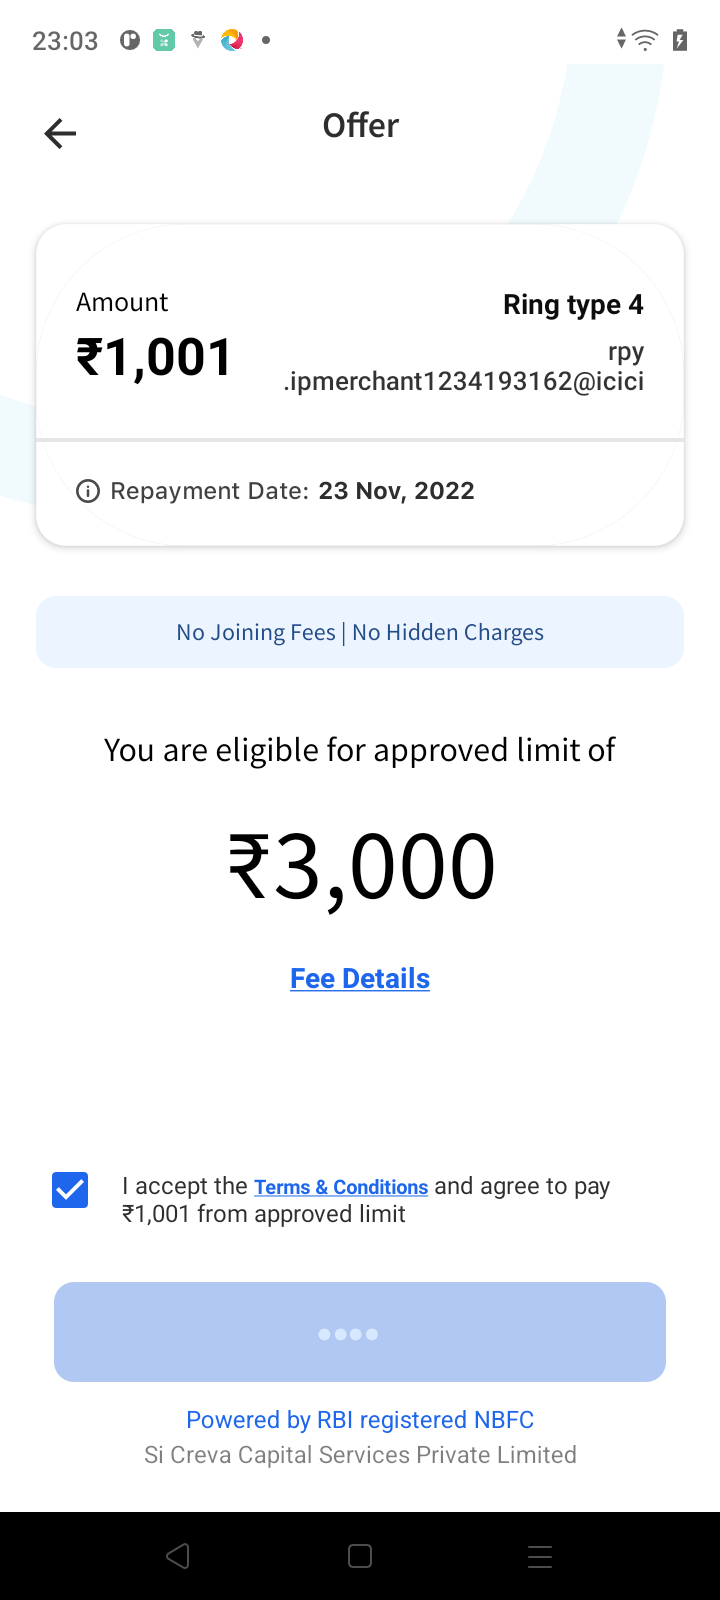 23:03
Offer
Amount
₹1,001
Ring type 4
rpy
.ipmerchant1234193162@icici
Repayment Date: 23 Nov, 2022
No Joining Fees | No Hidden Charges
You are eligible for approved limit of
₹3,000
Fee Details
I accept the Terms & Conditions and agree to pay
₹1,001 from approved limit
Powered by RBI registered NBFC
Si Creva Capital Services Private Limited